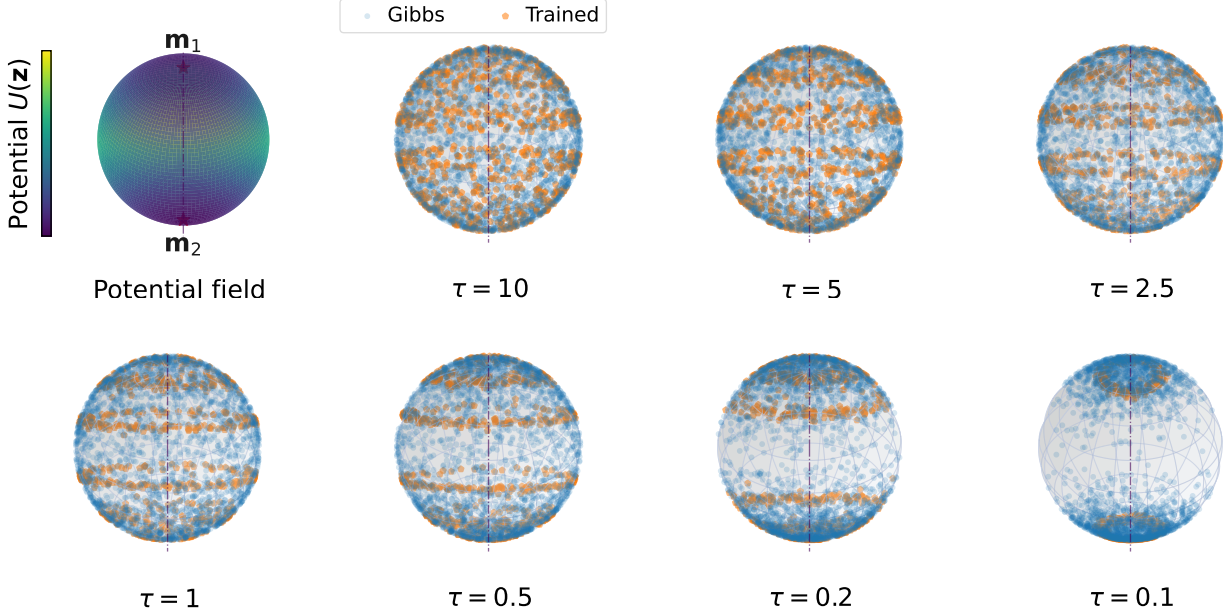 Gibbs Trained
Potential U(z)
m₁
m₂
Potential field
τ = 10
τ = 5
τ = 2.5
τ = 1
τ = 0.5
τ = 0.2
τ = 0.1